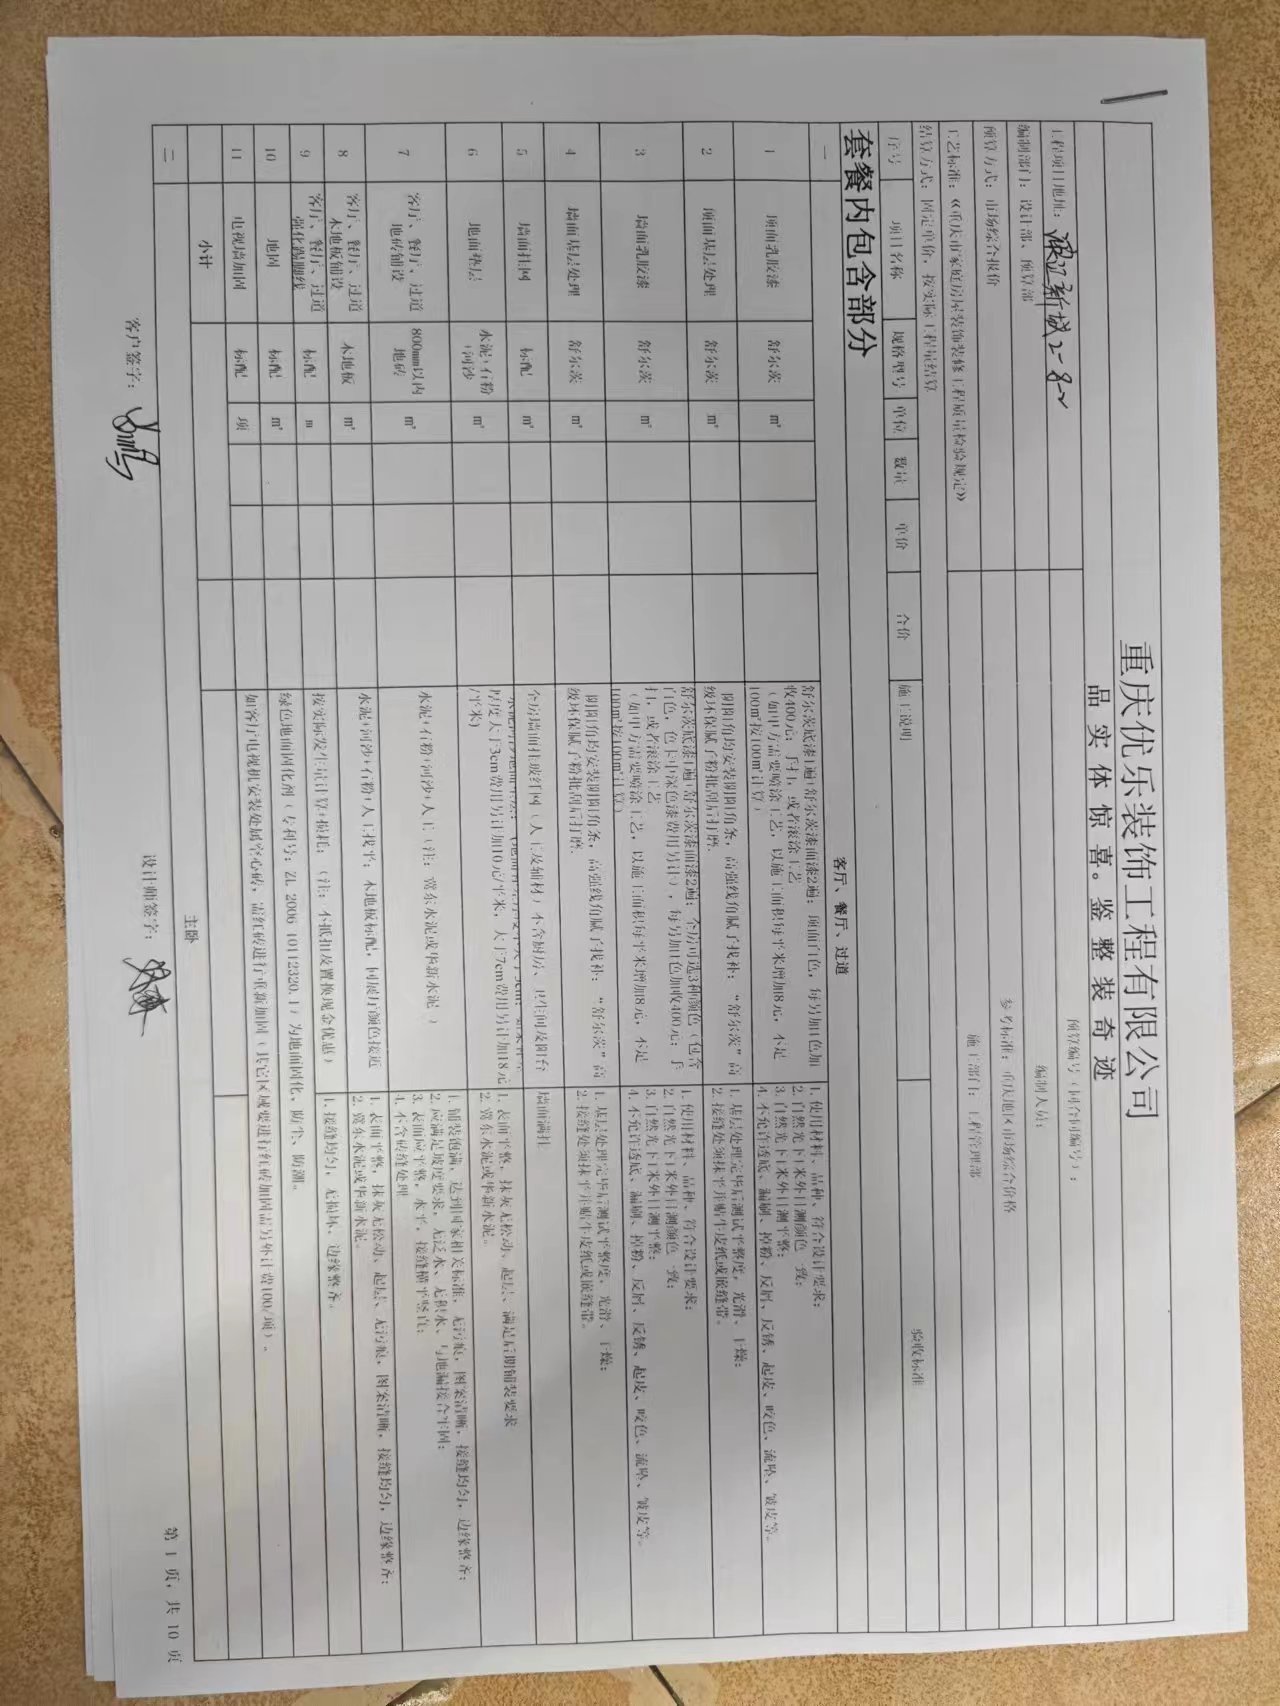 重庆优乐装饰工程有限公司
品实体惊喜。鉴整装奇迹
工程项目地址：滨江新城2-8-2
预算编号（同合同编号）：
编制部门：设计部、预算部
编制人员：
预算方式：市场综合报价
参考标准：重庆地区市场综合价格
工艺标准：《重庆市家庭房屋装饰装修工程质量检验规定》
施工部门：工程管理部
结算方式：固定单价，按实际工程量结算
序号 项目名称 规格型号 单位 数量 单价 合价 施工说明 验收标准
套餐内包含部分
一 客厅、餐厅、过道
1 顶面乳胶漆 舒尔茨 ㎡
舒尔茨底漆1遍+舒尔茨漆面漆2遍；顶面白色，每另加1色加
收400元；手扫，或者滚涂工艺
（如甲方需要喷涂工艺，以施工面积每平米增加8元，不足
100㎡按100㎡计算）
1. 使用材料、品种、符合设计要求；
2. 自然光下1米外目测颜色一致；
3. 自然光下1米外目测平整；
4. 不允许透底、漏刷、掉粉、反屑、反锈、起皮、咬色、流坠、皱皮等。
2 顶面基层处理 舒尔茨 ㎡
阴阳角均安装阴阳角条，高强线角腻子找补；“舒尔茨”高
级环保腻子粉批刮后打磨.
1. 基层处理完毕后测试平整度，光滑、干燥；
2. 接缝处须抹平并贴牛皮纸或嵌缝带。
3 墙面乳胶漆 舒尔茨 ㎡
舒尔茨底漆1遍+舒尔茨漆面漆2遍；全房可选3种颜色（包含
白色，色卡中深色漆费用另计），每另加1色加收400元；手
扫，或者滚涂工艺
（如甲方需要喷涂工艺，以施工面积每平米增加8元，不足
100㎡按100㎡计算）
1. 使用材料、品种、符合设计要求；
2. 自然光下1米外目测颜色一致；
3. 自然光下1米外目测平整；
4. 不允许透底、漏刷、掉粉、反屑、反锈、起皮、咬色、流坠、皱皮等。
4 墙面基层处理 舒尔茨 ㎡
阴阳角均安装阴阳角条，高强线角腻子找补；“舒尔茨”高
级环保腻子粉批刮后打磨.
1. 基层处理完毕后测试平整度，光滑、干燥；
2. 接缝处须抹平并贴牛皮纸或嵌缝带。
5 墙面挂网 标配 ㎡ 全房墙面挂玻纤网（人工及辅材）不含厨房、卫生间及阳台 墙面满挂
6 地面垫层 水泥+石粉
+河沙 ㎡
厚度大于3cm费用另计加10元/平米，大于7cm费用另计加18元
/平米)
1. 表面平整，抹灰无松动、起层、满足后期铺装要求
2. 冀东水泥或华新水泥。
7 客厅、餐厅、过道
地砖铺设 800mm以内
地砖 ㎡
水泥+石粉+河沙+人工（注：冀东水泥或华新水泥 ）
1. 铺装饱满，达到国家相关标准，无污痕，图案清晰，接缝均匀，边缘整齐；
2. 应满足坡度要求，无泛水、无积水、与地漏接合牢固；
3. 表面应平整，水平，接缝横平竖直；
4. 不含砖缝处理
8 客厅、餐厅、过道
木地板铺设 木地板 ㎡
水泥+河沙+石粉+人工找平；木地板标配，同展厅颜色接近
1. 表面平整，抹灰无松动、起层、无污痕，图案清晰，接缝均匀，边缘整齐；
2. 冀东水泥或华新水泥。
9 客厅、餐厅、过道
强化踢脚线 标配 m
按实际发生量计算+损耗；（注：不抵扣及置换现金优惠）
1. 接缝均匀，无损坏、边缘整齐。
10 地固 标配 ㎡ 绿色地面固化剂（专利号：ZL 2006 10112320.1）为地面固化、防尘、防潮。
11 电视墙加固 标配 项 如客厅电视机安装处属空心砖，需红砖进行重新加固（其它区域要进行红砖加固需另外计费100/项）。
小计
二 主卧
第 1 页，共 10 页
客户签字：
设计师签字：